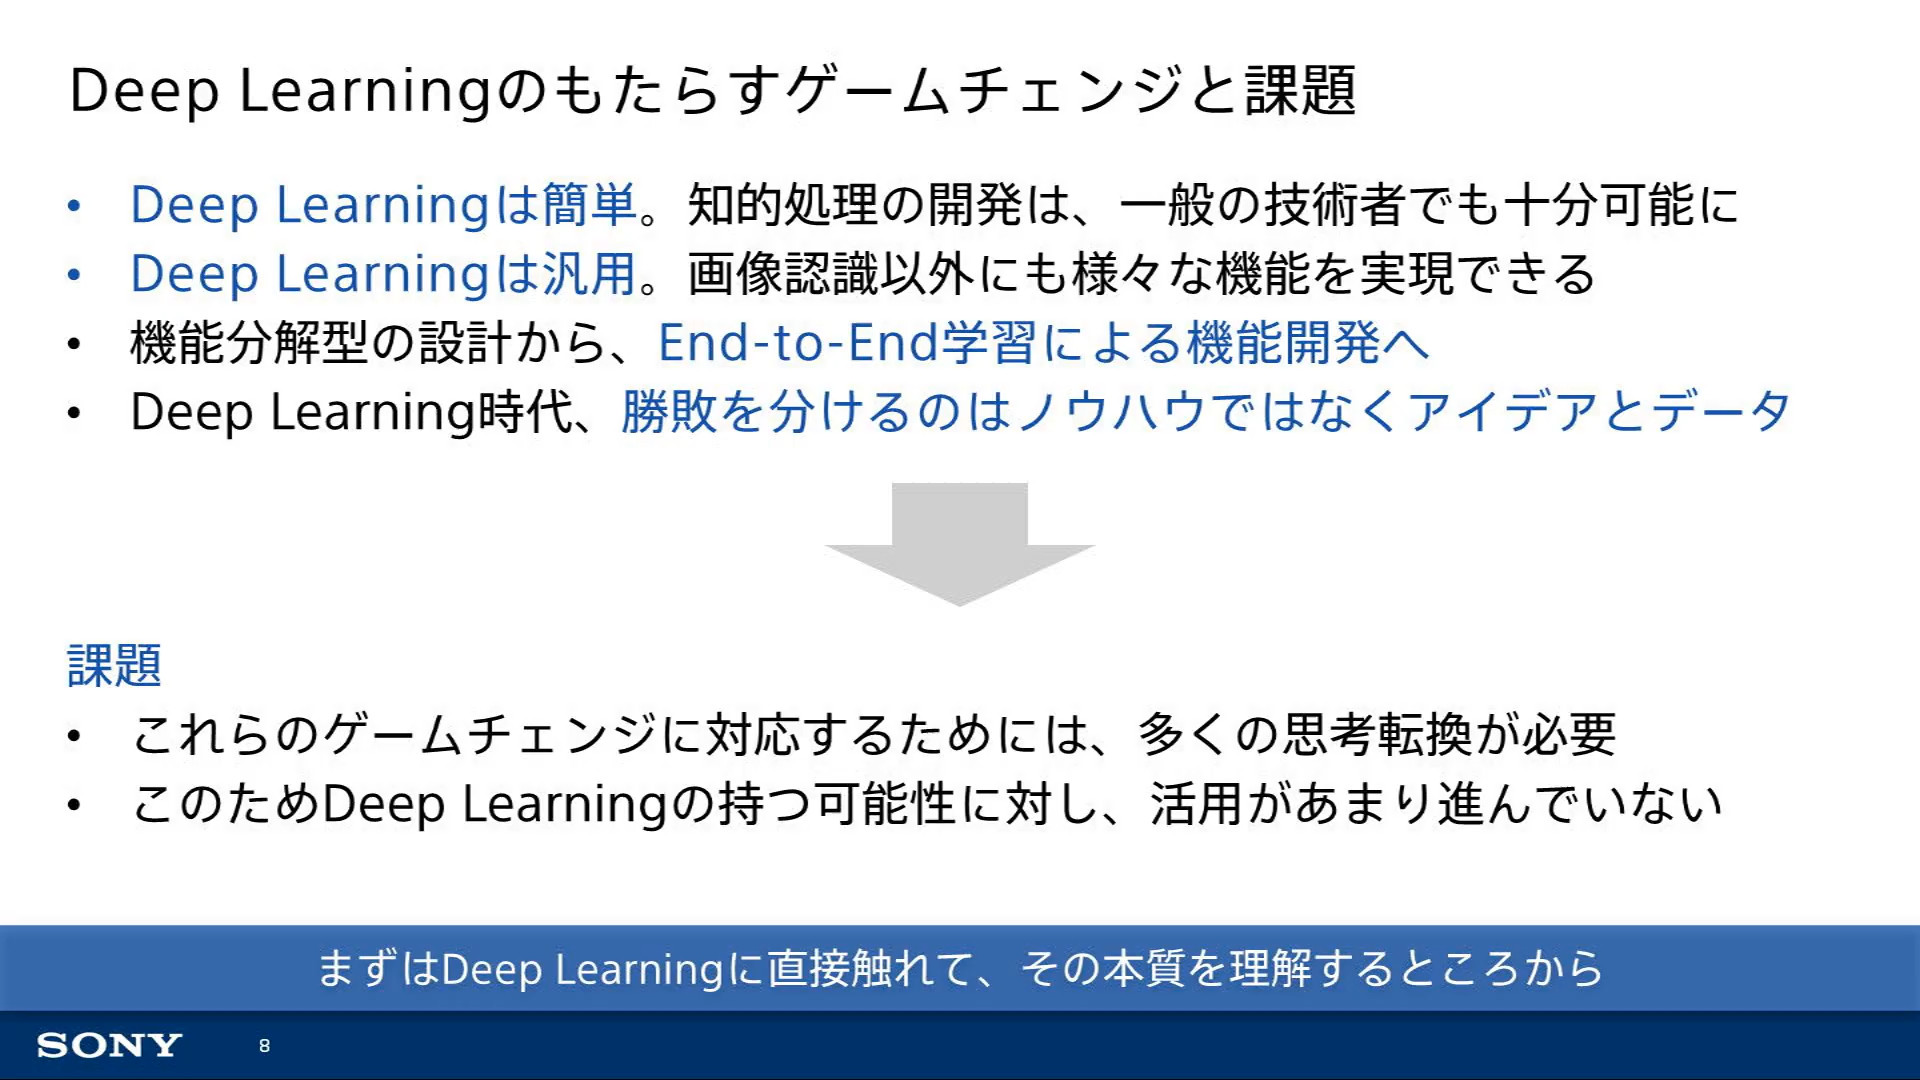 Deep Learningのもたらすゲームチェンジと課題
• Deep Learningは簡単。知的処理の開発は、一般の技術者でも十分可能に
• Deep Learningは汎用。画像認識以外にも様々な機能を実現できる
• 機能分解型の設計から、End-to-End学習による機能開発へ
• Deep Learning時代、勝敗を分けるのはノウハウではなくアイデアとデータ
課題
• これらのゲームチェンジに対応するためには、多くの思考転換が必要
• このためDeep Learningの持つ可能性に対し、活用があまり進んでいない
まずはDeep Learningに直接触れて、その本質を理解するところから
SONY 8